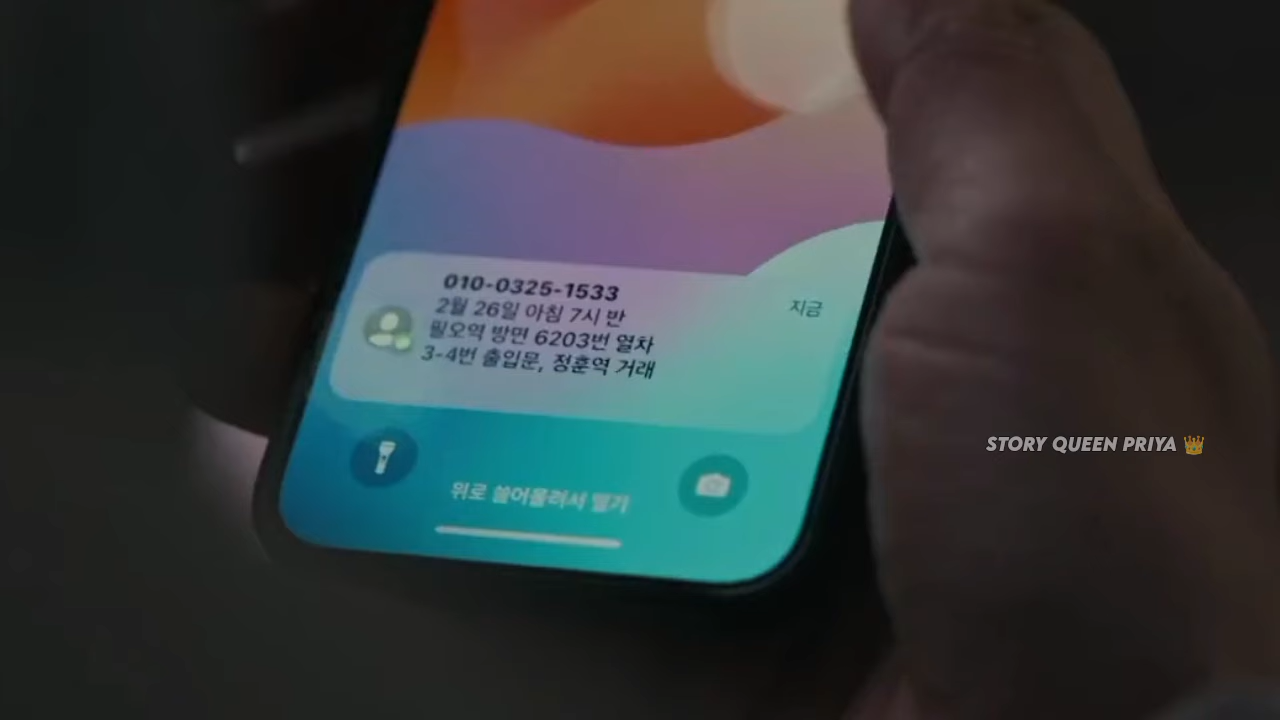 010-0325-1533
지금
2월 26일 아침 7시 반
필오역 방면 6203번 열차
3-4번 출입문, 정훈역 거래
위로 쓸어올려서 열기
STORY QUEEN PRIYA 👑